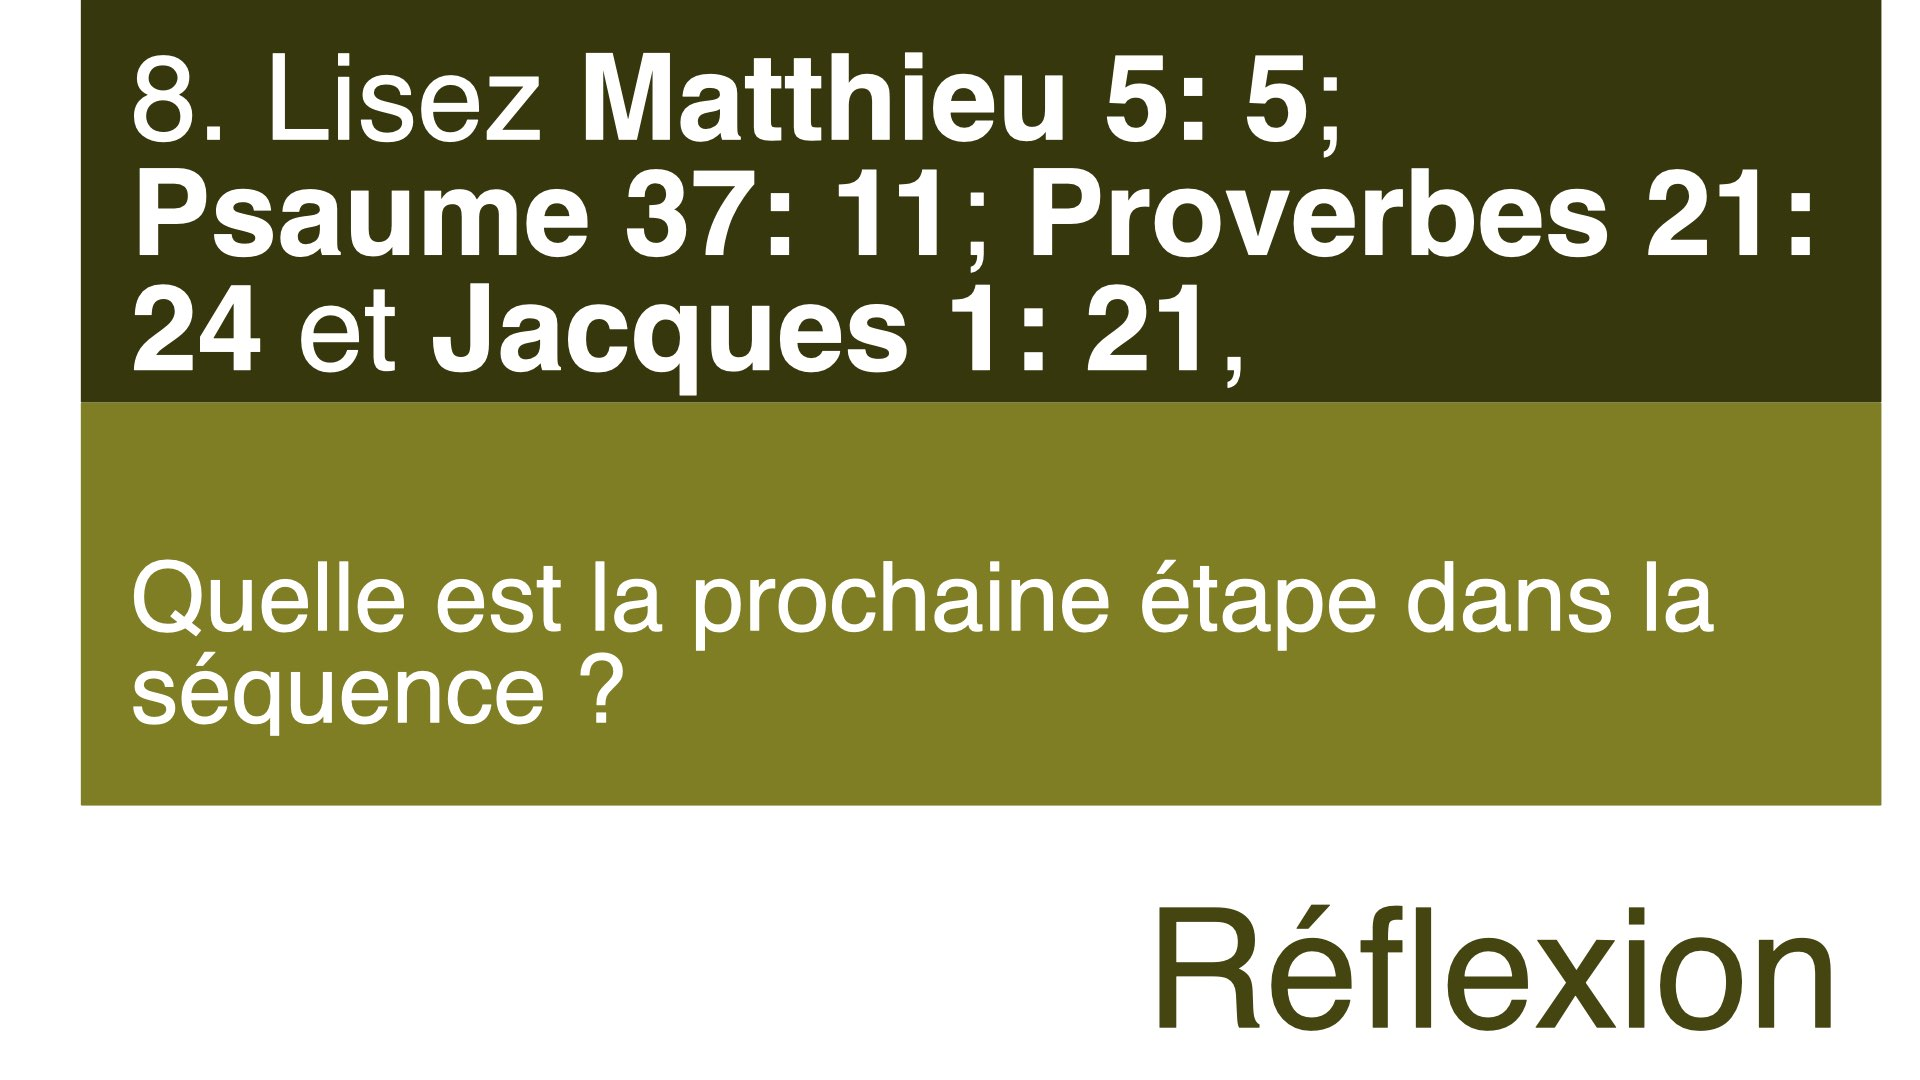 8. Lisez Matthieu 5: 5;
Psaume 37: 11; Proverbes 21:
24 et Jacques 1: 21,
Quelle est la prochaine étape dans la
séquence ?
Réflexion